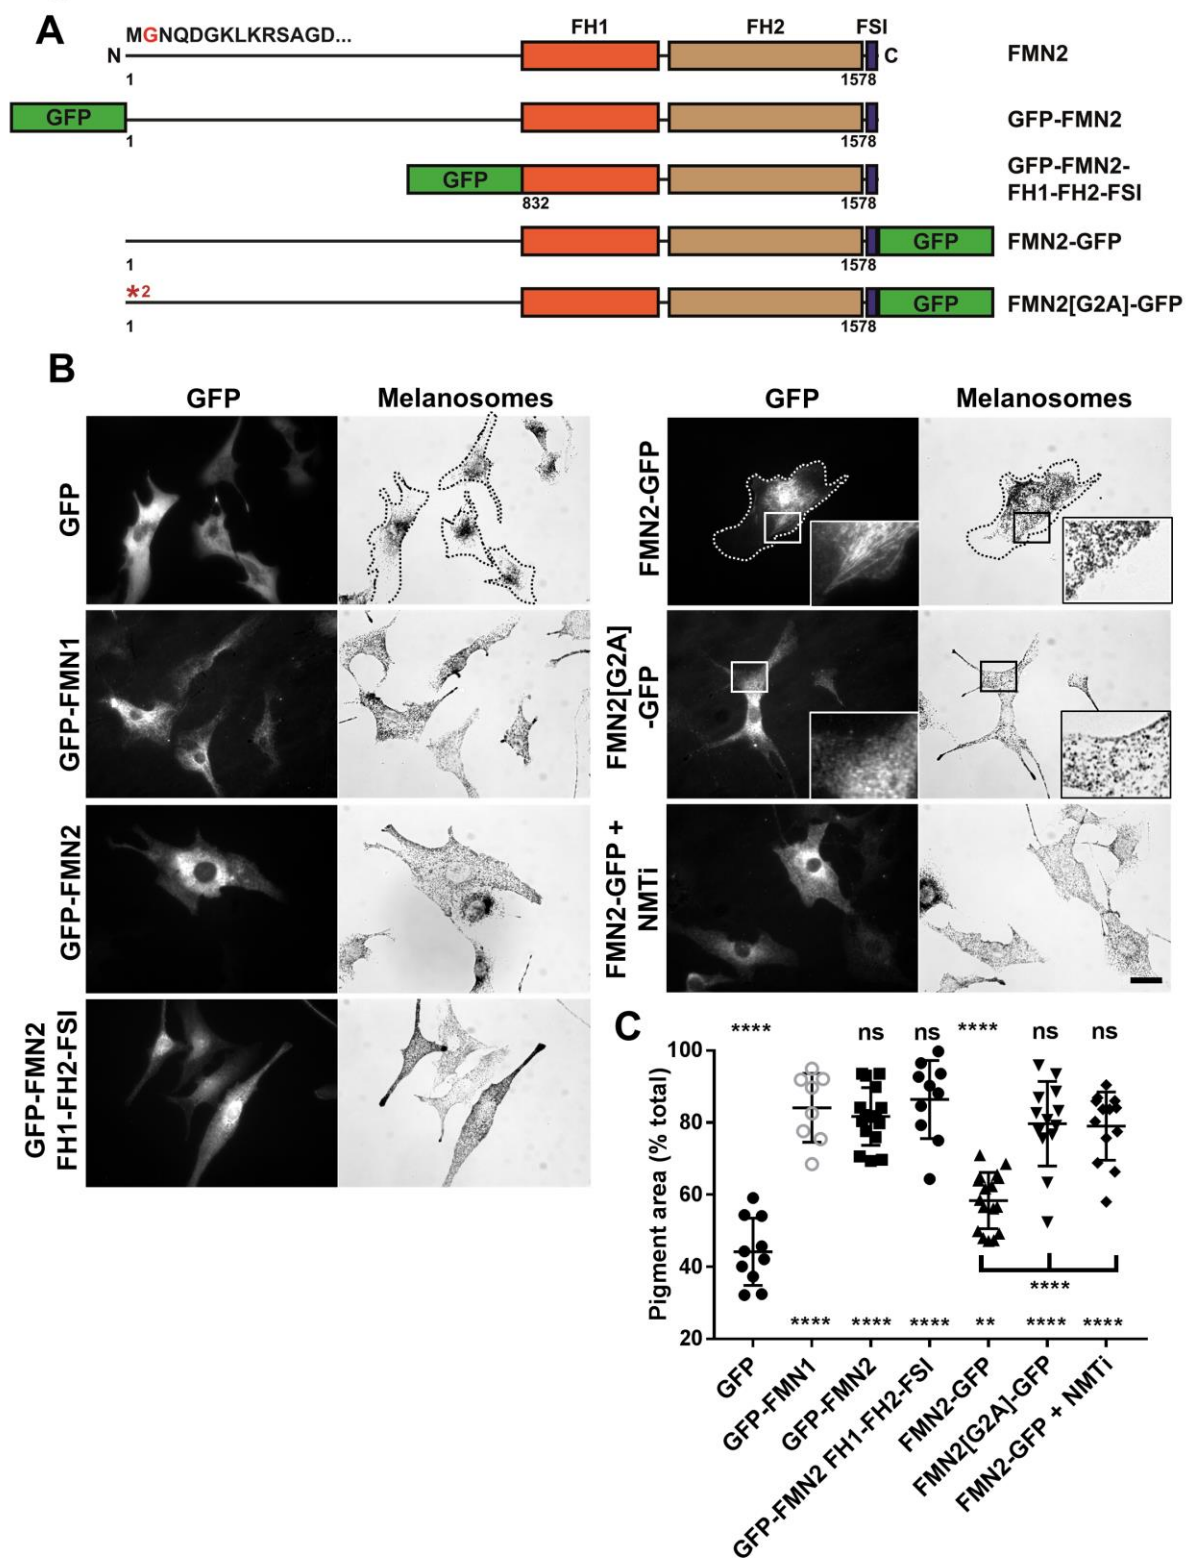 A
MGNQDGKLKRSAGD...
FH1
FH2
FSI
N
C
FMN2
1
1578
GFP
GFP-FMN2
1
1578
GFP
GFP-FMN2-
FH1-FH2-FSI
832
1578
GFP
FMN2-GFP
1
1578
*2
GFP
FMN2[G2A]-GFP
1
1578
B
GFP
Melanosomes
GFP
GFP-FMN1
GFP-FMN2
GFP-FMN2
FH1-FH2-FSI
GFP
Melanosomes
FMN2-GFP
FMN2[G2A]
-GFP
FMN2-GFP +
NMTi
C
**** ns ns **** ns ns
Pigment area (% total)
100
80
60
40
20
****
**** **** **** ** **** ****
GFP
GFP-FMN1
GFP-FMN2
GFP-FMN2 FH1-FH2-FSI
FMN2-GFP
FMN2[G2A]-GFP
FMN2-GFP + NMTi